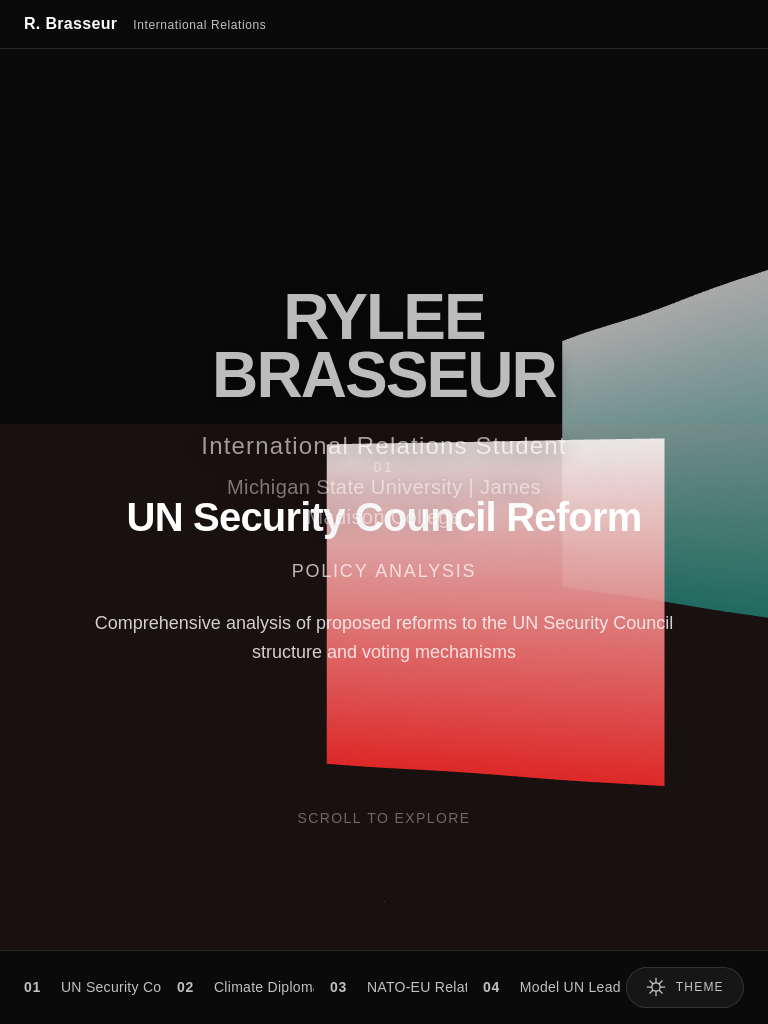 R. Brasseur International Relations
RYLEE
BRASSEUR
International Relations Student
01
Michigan State University | James
Madison College
UN Security Council Reform
POLICY ANALYSIS
Comprehensive analysis of proposed reforms to the UN Security Council
structure and voting mechanisms
SCROLL TO EXPLORE
01 UN Security Co 02 Climate Diplom 03 NATO-EU Relat 04 Model UN Lead THEME